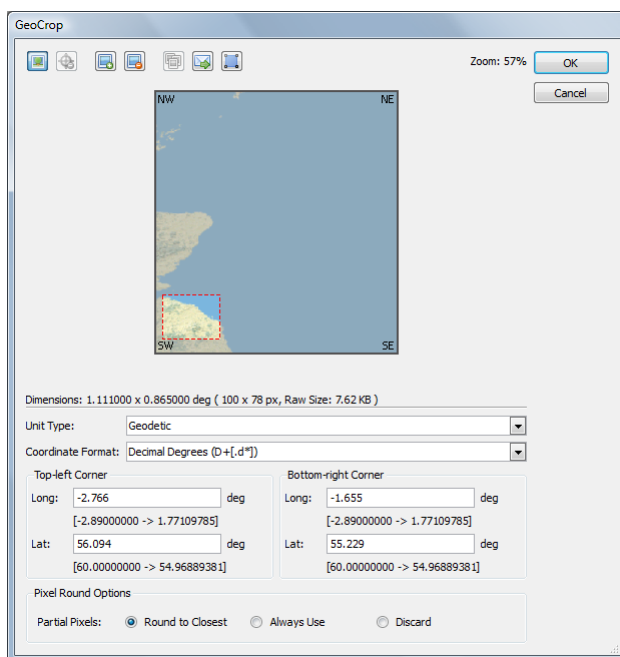 GeoCrop
Zoom: 57%
OK
Cancel
NW NE
SW SE
Dimensions: 1.111000 x 0.865000 deg ( 100 x 78 px, Raw Size: 7.62 KB )
Unit Type: Geodetic
Coordinate Format: Decimal Degrees (D+[.d*])
Top-left Corner
Long: -2.766 deg
[-2.89000000 -> 1.77109785]
Lat: 56.094 deg
[60.00000000 -> 54.96889381]
Bottom-right Corner
Long: -1.655 deg
[-2.89000000 -> 1.77109785]
Lat: 55.229 deg
[60.00000000 -> 54.96889381]
Pixel Round Options
Partial Pixels: Round to Closest Always Use Discard